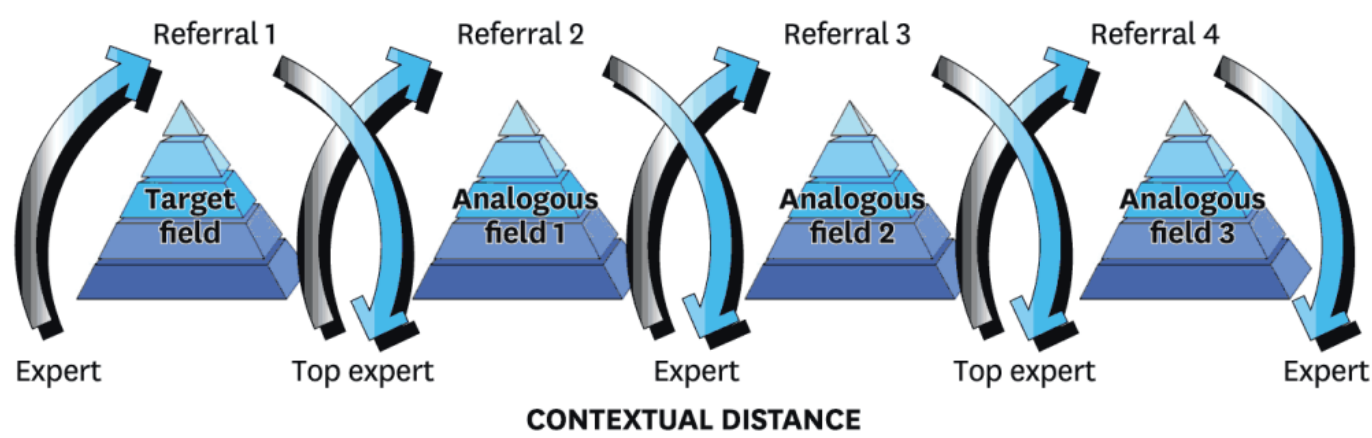 Referral 1
Referral 2
Referral 3
Referral 4
Target
field
Analogous
field 1
Analogous
field 2
Analogous
field 3
Expert
Top expert
Expert
Top expert
Expert
CONTEXTUAL DISTANCE